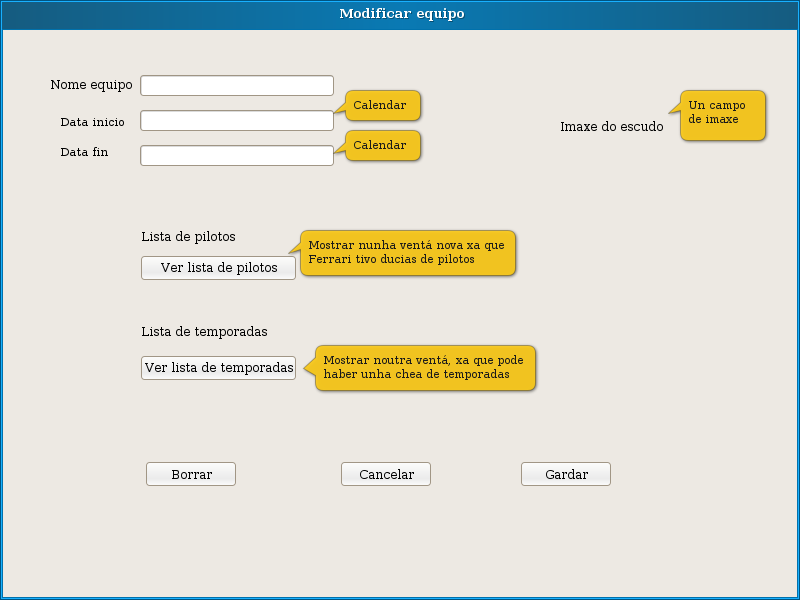 Modificar equipo
Nome equipo
Calendar
Un campo
de imaxe
Data inicio
Imaxe do escudo
Calendar
Data fin
Lista de pilotos
Mostrar nunha ventá nova xa que
Ferrari tivo ducias de pilotos
Ver lista de pilotos
Lista de temporadas
Mostrar noutra ventá, xa que pode
haber unha chea de temporadas
Ver lista de temporadas
Borrar
Cancelar
Gardar